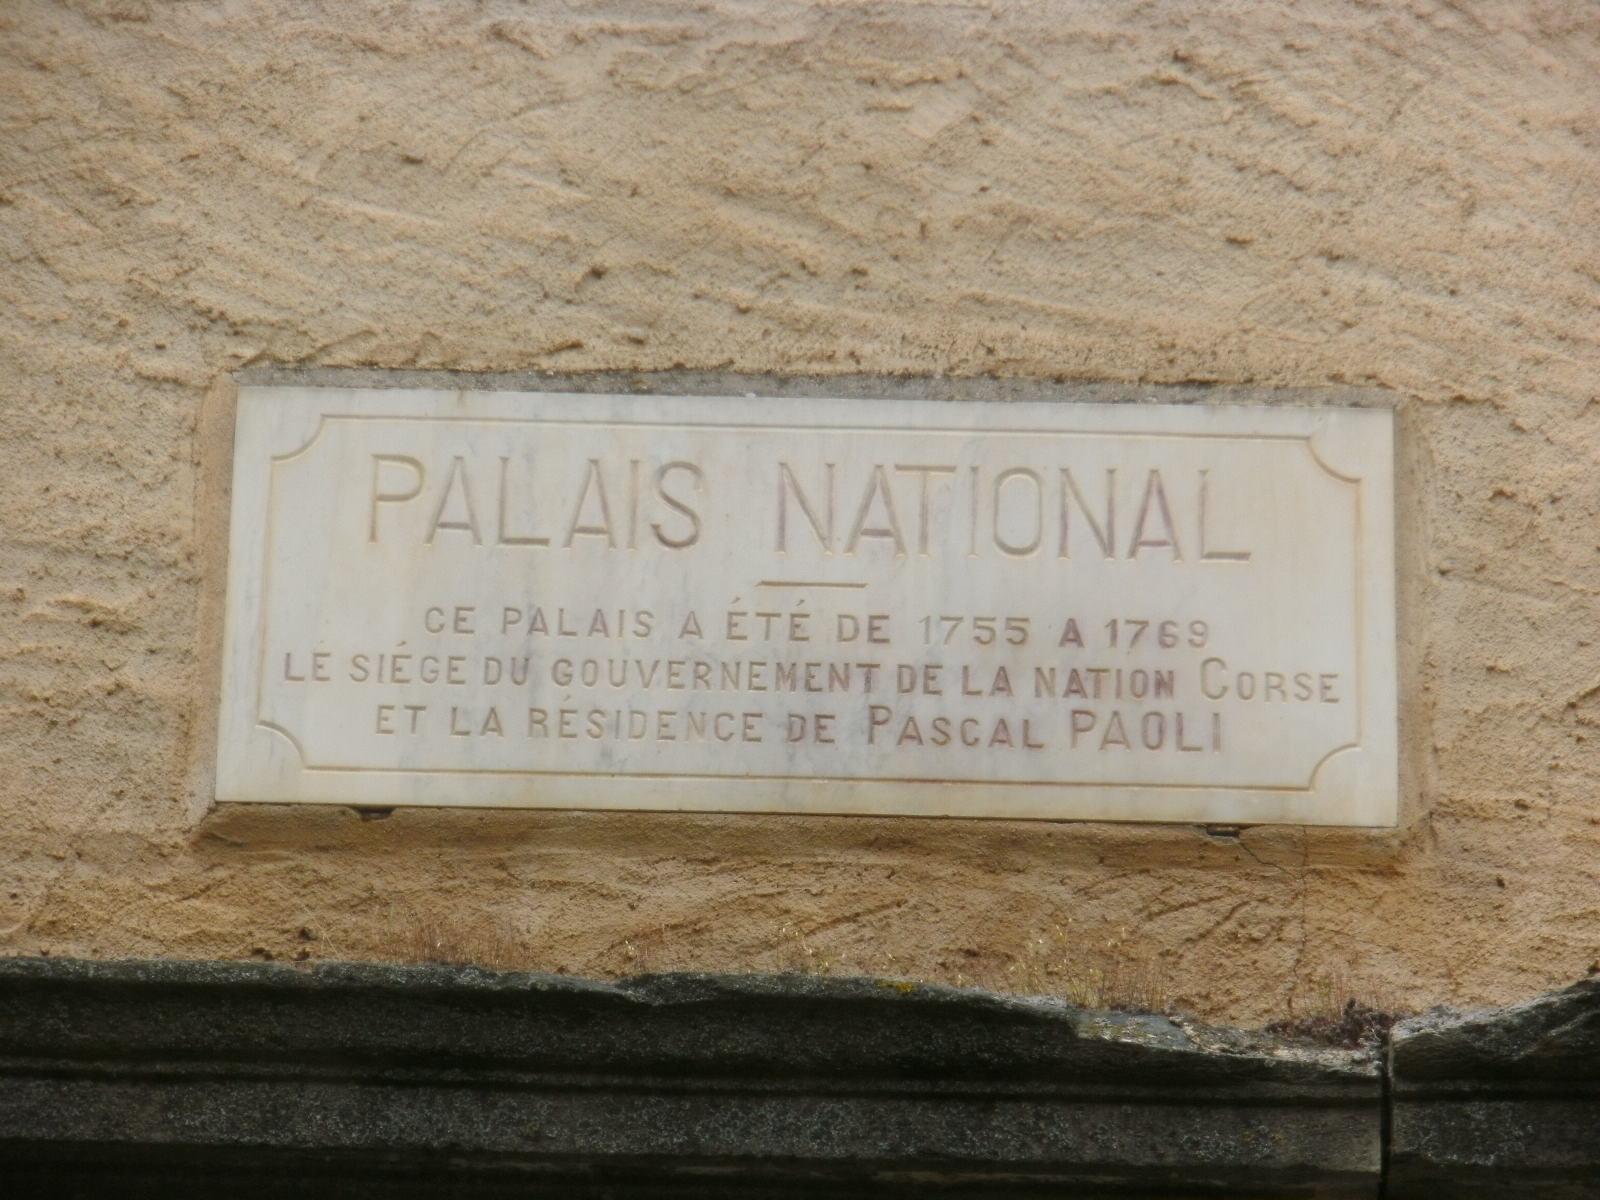 PALAIS NATIONAL
CE PALAIS A ÉTÉ DE 1755 A 1769
LE SIÉGE DU GOUVERNEMENT DE LA NATION CORSE
ET LA RÉSIDENCE DE PASCAL PAOLI